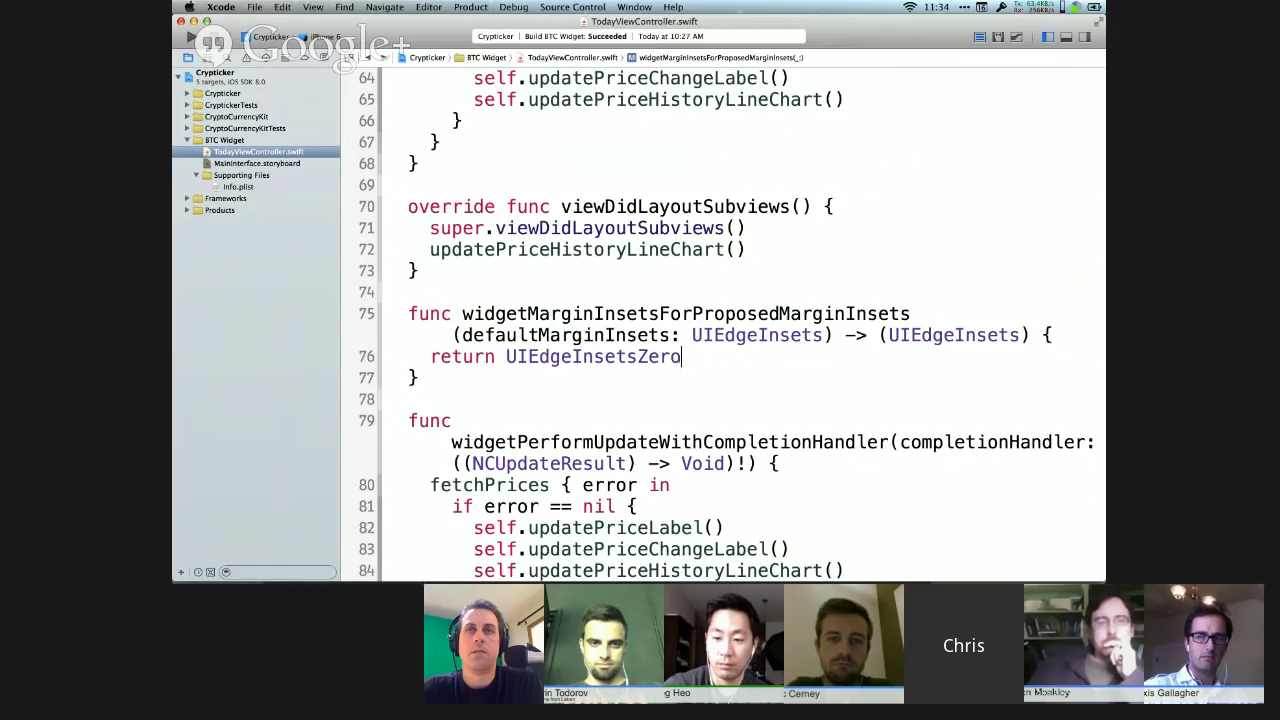 Xcode File Edit View Find Navigate Editor Product Debug Source Control Window Help 11:34
TodayViewController.swift
Google+
Crypticker iPhone 6 Crypticker Build BTC Widget: Succeeded Today at 10:27 AM
Crypticker BTC Widget TodayViewController.swift widgetMarginInsetsForProposedMarginInsets(_:)
Crypticker
5 targets, iOS SDK 8.0
Crypticker
CryptickerTests
CryptoCurrencyKit
CryptoCurrencyKitTests
BTC Widget
TodayViewController.swift
MainInterface.storyboard
Supporting Files
Info.plist
Frameworks
Products
64 self.updatePriceChangeLabel()
65 self.updatePriceHistoryLineChart()
66 }
67 }
68 }
69
70 override func viewDidLayoutSubviews() {
71 super.viewDidLayoutSubviews()
72 updatePriceHistoryLineChart()
73 }
74
75 func widgetMarginInsetsForProposedMarginInsets
(defaultMarginInsets: UIEdgeInsets) -> (UIEdgeInsets) {
76 return UIEdgeInsetsZero
77 }
78
79 func
widgetPerformUpdateWithCompletionHandler(completionHandler:
((NCUpdateResult) -> Void)!) {
80 fetchPrices { error in
81 if error == nil {
82 self.updatePriceLabel()
83 self.updatePriceChangeLabel()
84 self.updatePriceHistoryLineChart()
Chris
rin Todorov
g Heo
Cerney
xis Gallagher